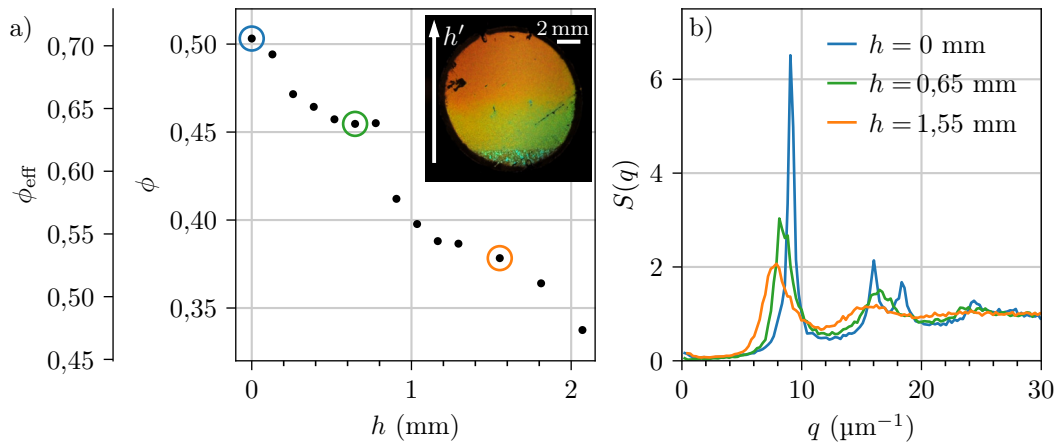 a)
0,70
0,65
0,60
0,55
0,50
0,45
ϕeff
0,50
0,45
0,40
0,35
ϕ
h′
2 mm
0
1
2
h (mm)
b)
h = 0 mm
h = 0,65 mm
h = 1,55 mm
6
4
2
0
S(q)
0
10
20
30
q (µm⁻¹)